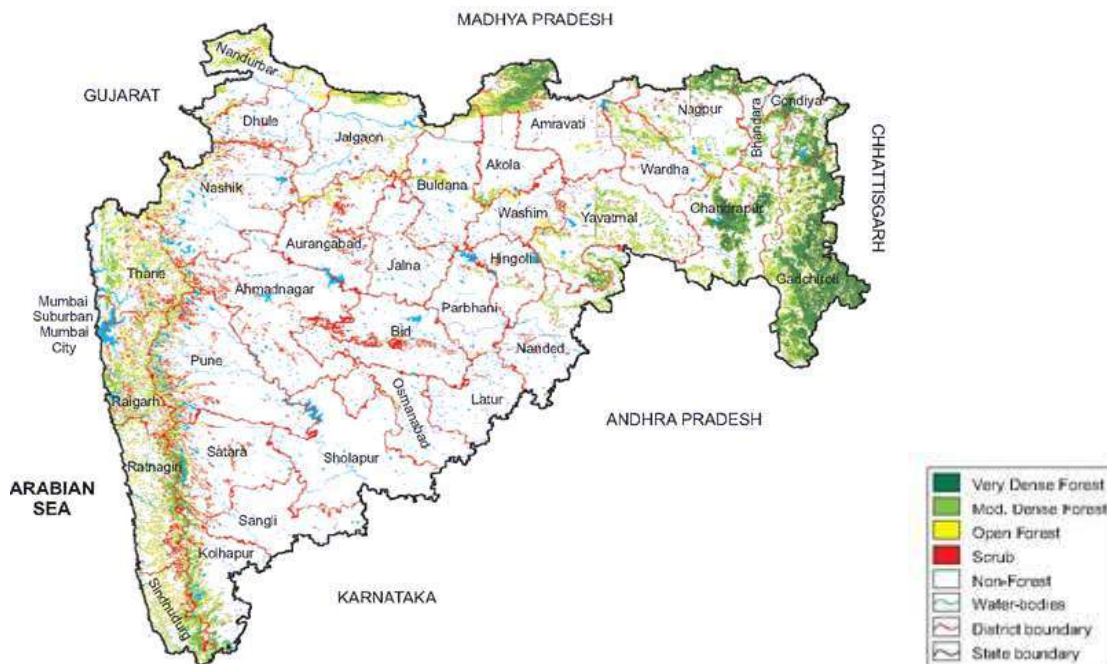 MADHYA PRADESH
GUJARAT
CHHATTISGARH
Nandurbar
Dhule
Jalgaon
Amravati
Nagpur
Bhandara
Gondiya
Akola
Wardha
Nashik
Buldana
Washim
Yavatmal
Chandrapur
Aurangabad
Jalna
Hingoli
Gadchiroli
Thane
Ahmadnagar
Parbhani
Mumbai
Suburban
Mumbai
City
Bid
Nanded
Pune
Osmanabad
Latur
Raigarh
ANDHRA PRADESH
Ratnagiri
Satara
Sholapur
ARABIAN
SEA
Sangli
Kolhapur
Sindhudurg
KARNATAKA
Very Dense Forest
Mod. Dense Forest
Open Forest
Scrub
Non-Forest
Water-bodies
District boundary
State boundary